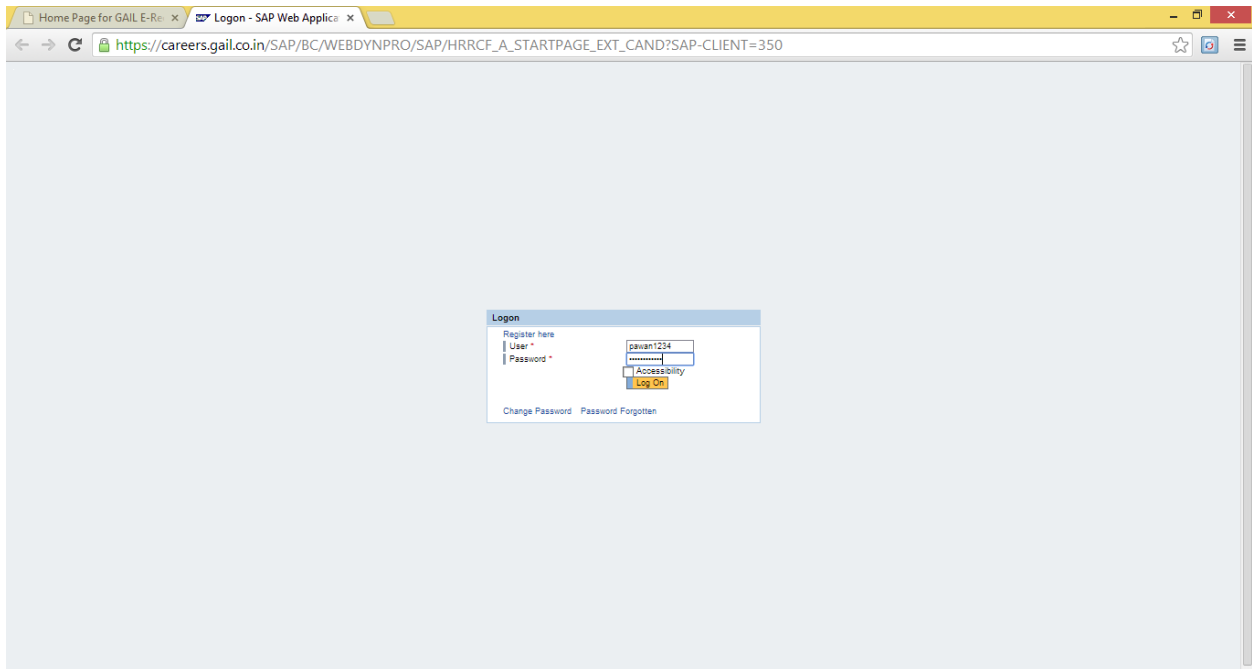 Home Page for GAIL E-Re
SAP Logon - SAP Web Applica
https://careers.gail.co.in/SAP/BC/WEBDYNPRO/SAP/HRRCF_A_STARTPAGE_EXT_CAND?SAP-CLIENT=350
Logon
Register here
User * pawan1234
Password * ••••••••••••
Accessibility
Log On
Change Password Password Forgotten